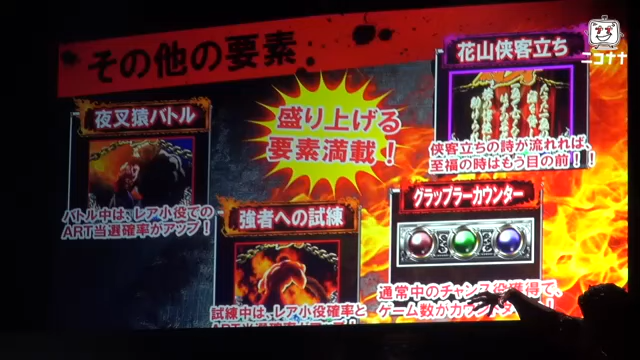 その他の要素
夜叉猿バトル
バトル中は、レア小役での
ART当選確率がアップ!
盛り上げる
要素満載!
花山侠客立ち
侠客立ちの詩が流れれば、
至福の時はもう目の前!!
強者への試練
試練中は、レア小役確率と
グラップラーカウンター
通常中のチャンス役獲得で、
ゲーム数がカウント
ニコナナ